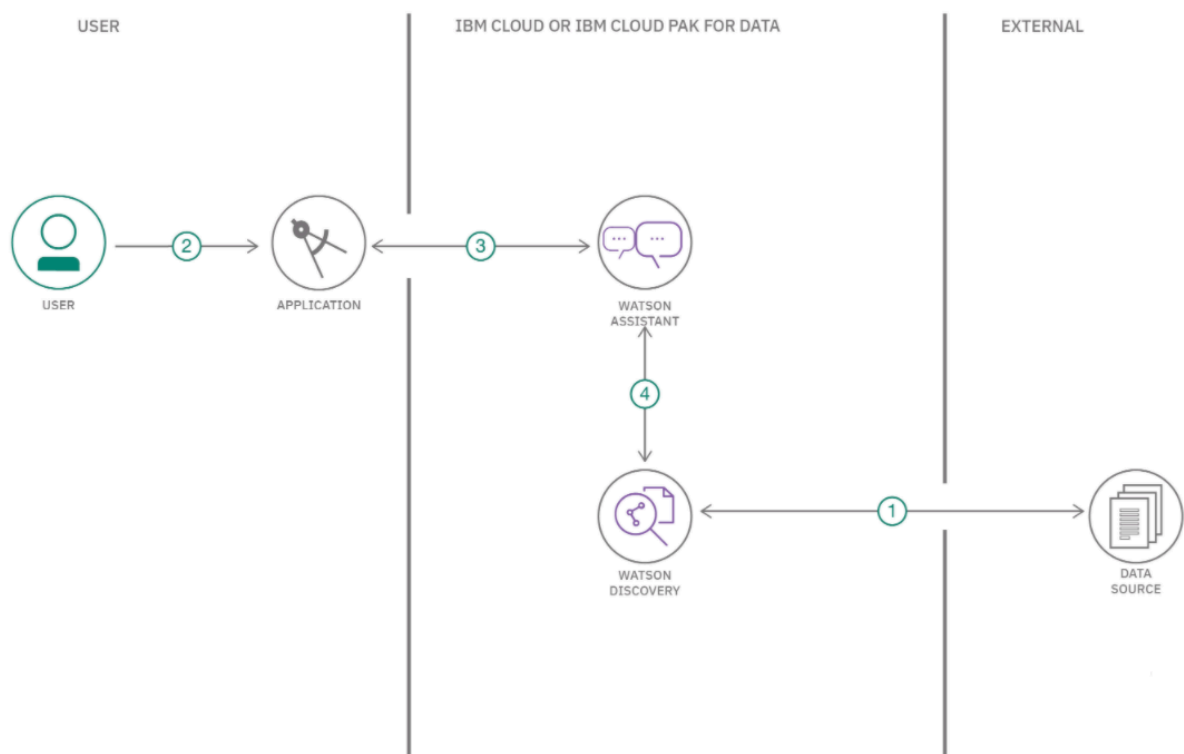 USER
IBM CLOUD OR IBM CLOUD PAK FOR DATA
EXTERNAL
2
3
USER
APPLICATION
WATSON
ASSISTANT
4
1
WATSON
DISCOVERY
DATA
SOURCE